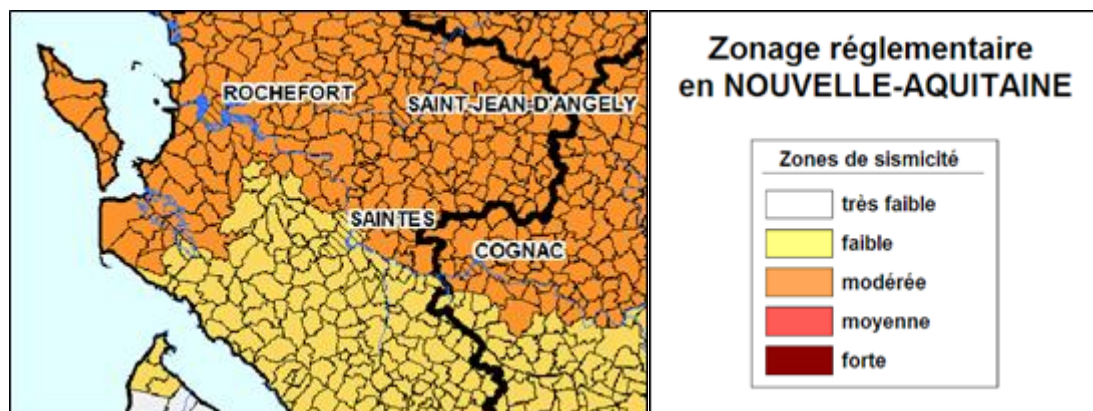 ROCHEFORT
SAINT-JEAN-D'ANGELY
SAINTES
COGNAC
Zonage réglementaire
en NOUVELLE-AQUITAINE
Zones de sismicité
très faible
faible
modérée
moyenne
forte